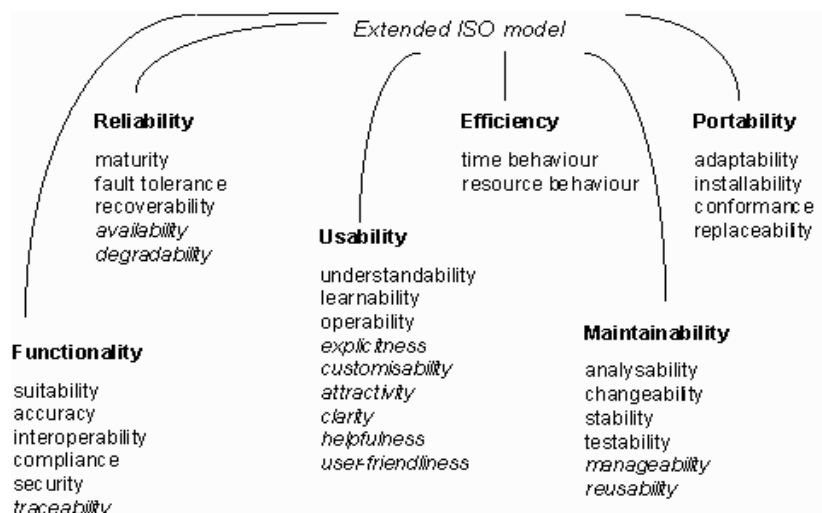 Extended ISO model
Reliability
maturity
fault tolerance
recoverability
availability
degradability
Efficiency
time behaviour
resource behaviour
Portability
adaptability
installability
conformance
replaceability
Usability
understandability
learnability
operability
explicitness
customisability
attractivity
clarity
helpfulness
user-friendliness
Functionality
suitability
accuracy
interoperability
compliance
security
traceability
Maintainability
analysability
changeability
stability
testability
manageability
reusability